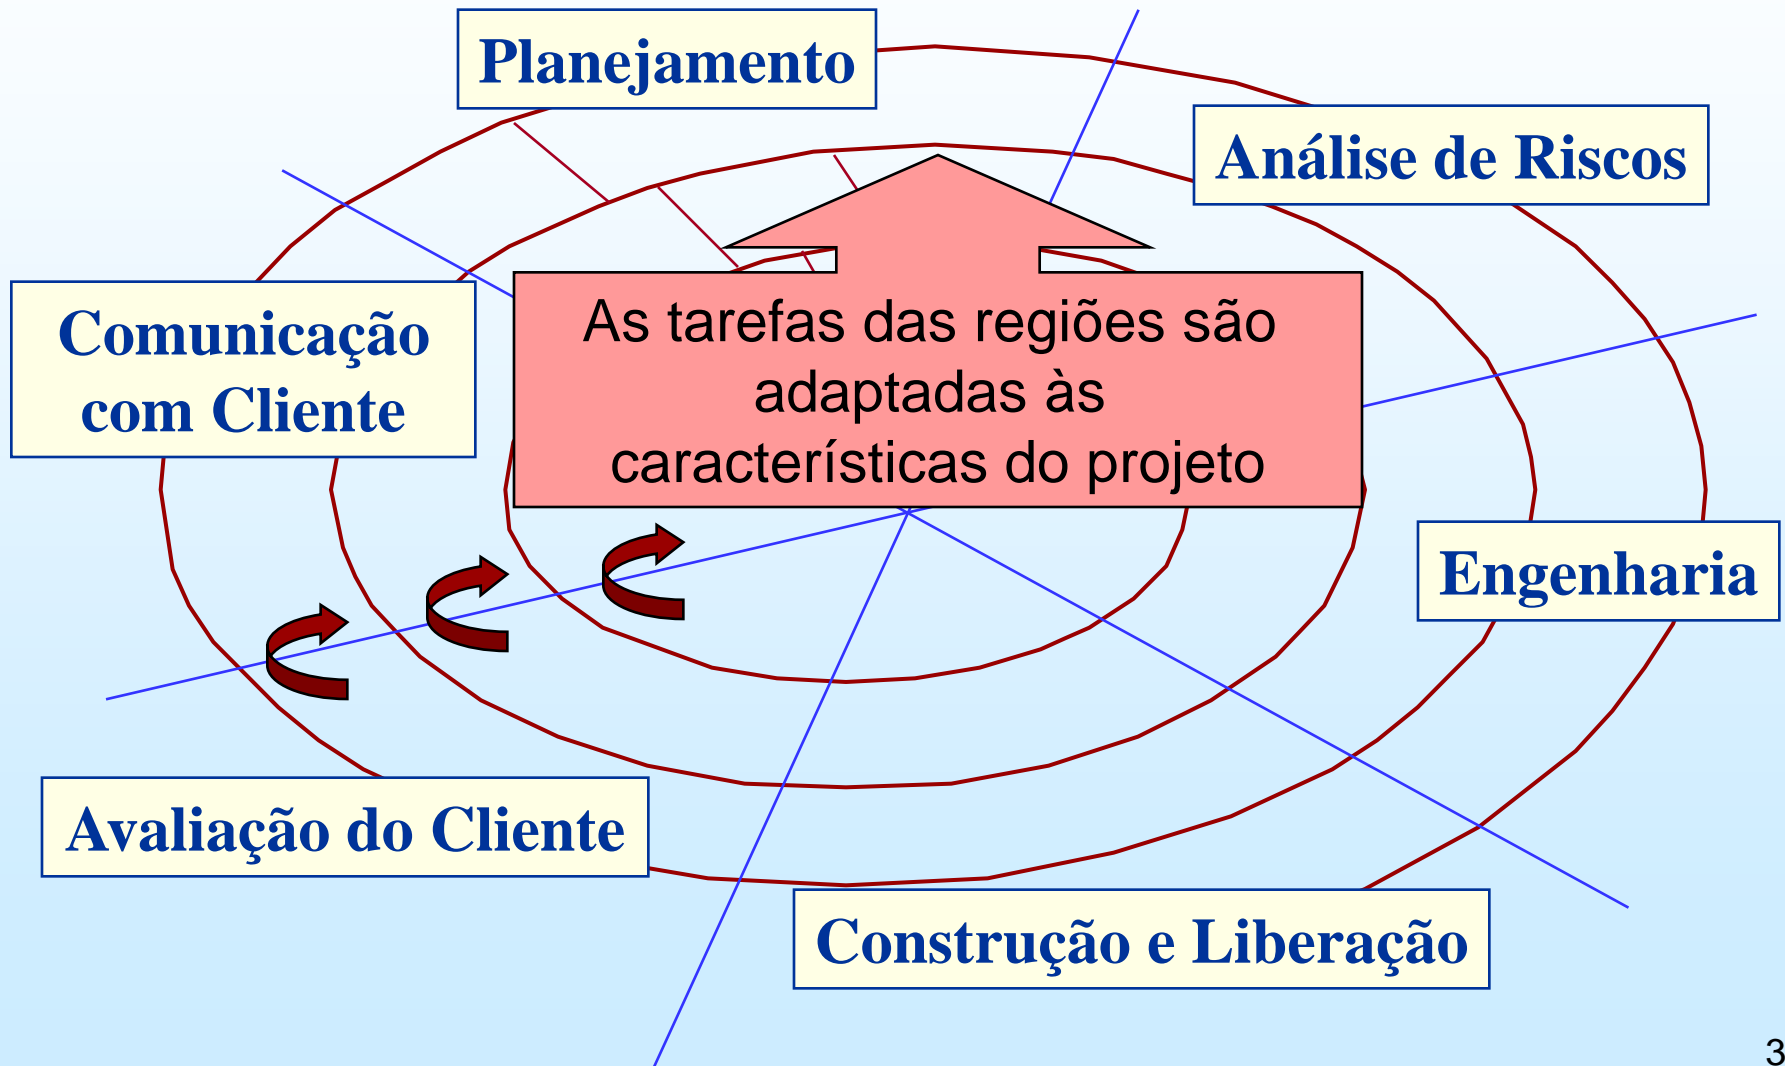 Planejamento
Análise de Riscos
Comunicação
com Cliente
As tarefas das regiões são
adaptadas às
características do projeto
Engenharia
Avaliação do Cliente
Construção e Liberação
3